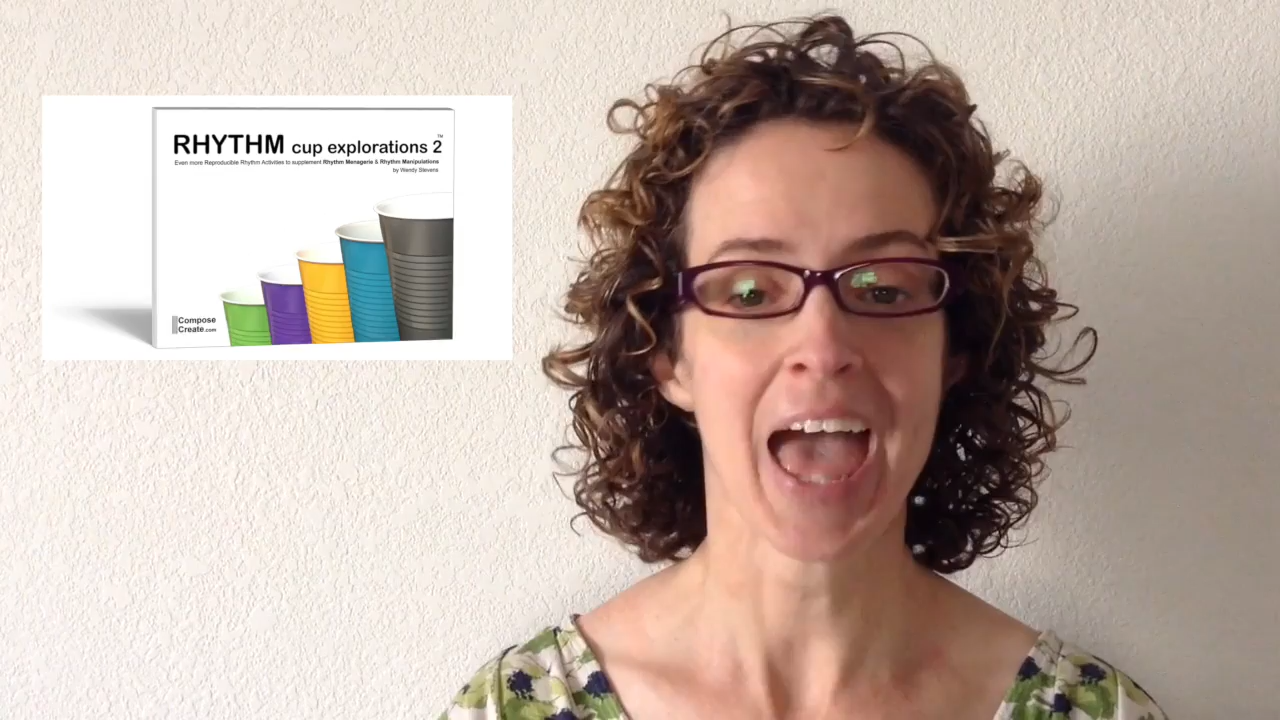 RHYTHM cup explorations 2 ™
Even more Reproducible Rhythm Activities to supplement Rhythm Menagerie & Rhythm Manipulations
by Wendy Stevens
Compose
Create.com